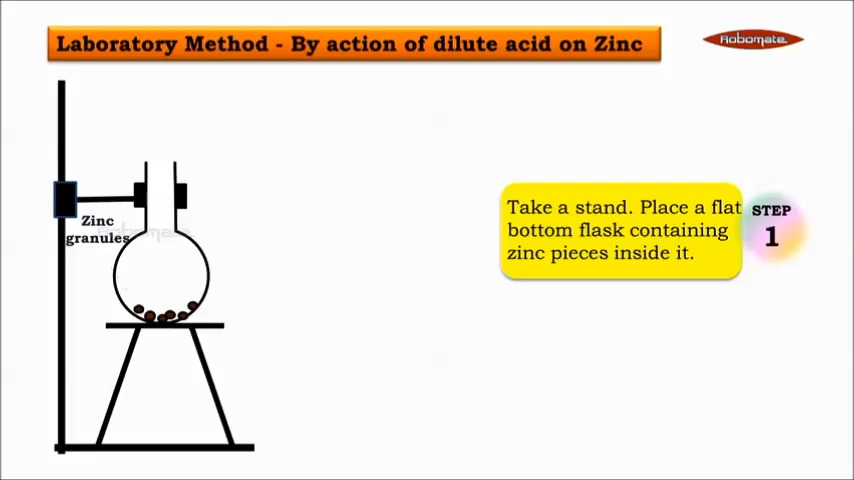 Laboratory Method - By action of dilute acid on Zinc
Robomate
Take a stand. Place a flat
bottom flask containing
zinc pieces inside it.
STEP
1
Zinc
granules
Robomate